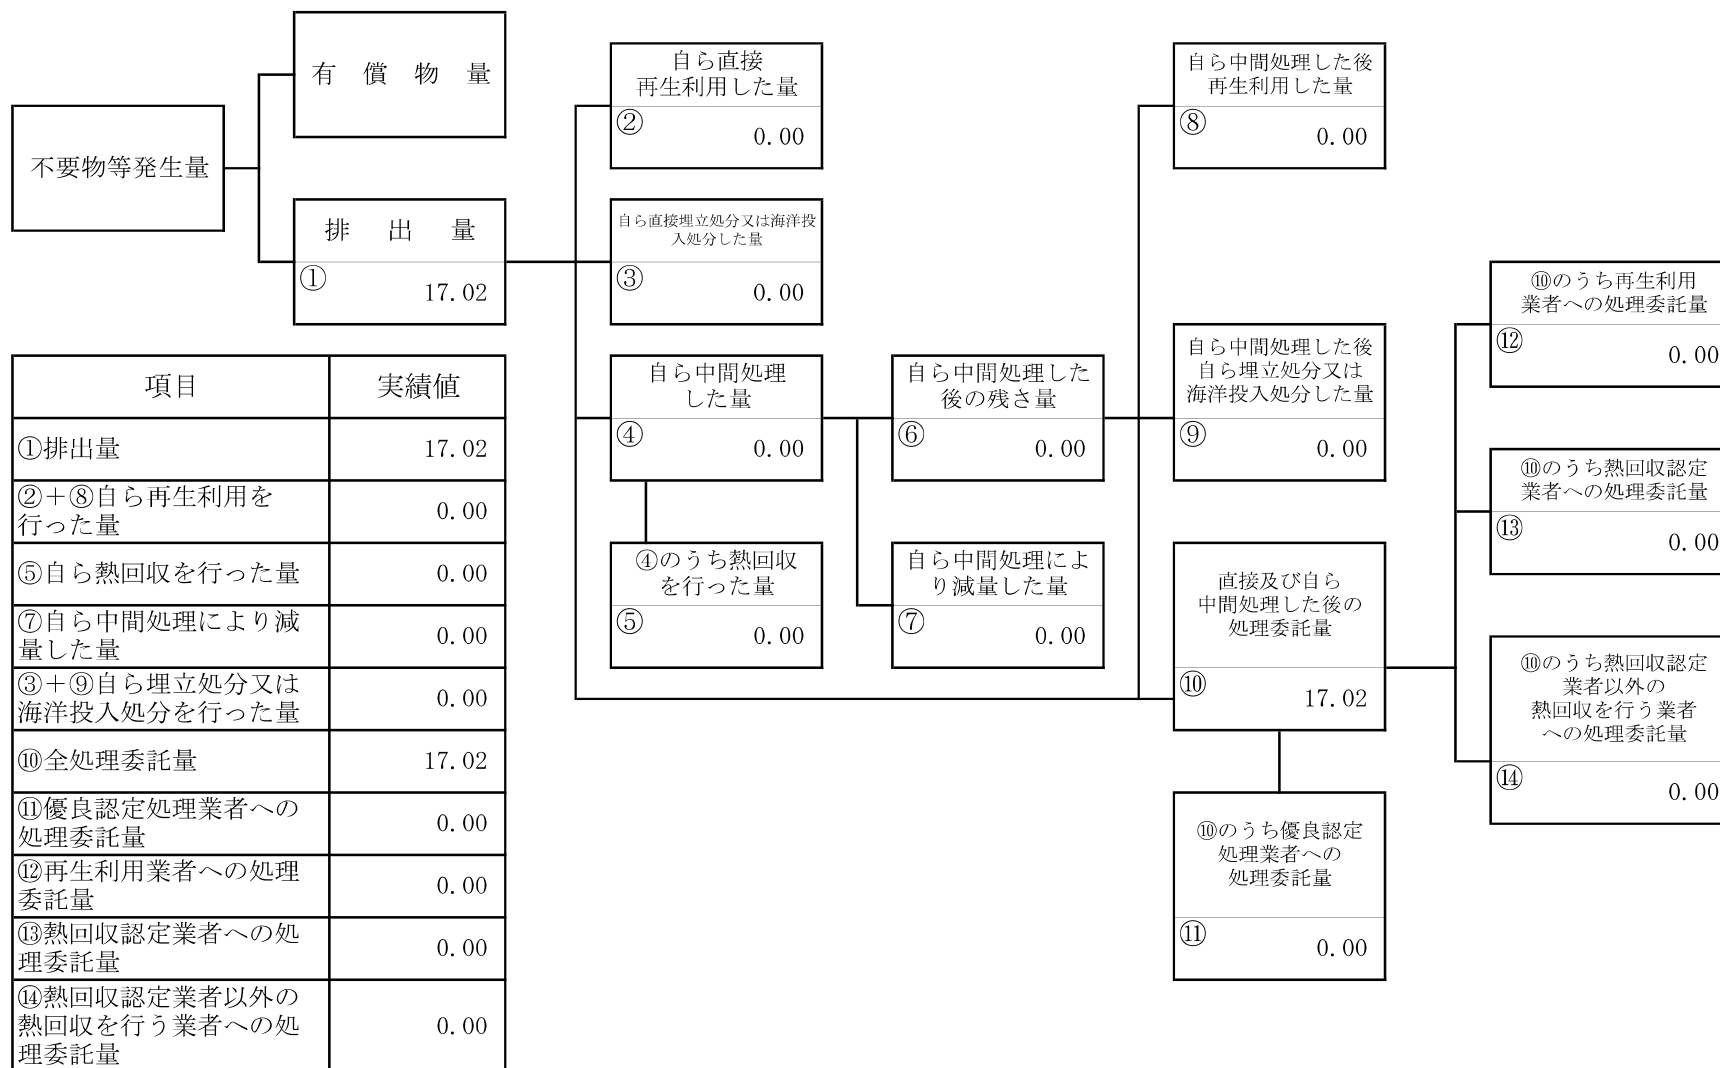 不要物等発生量
有 償 物 量
排 出 量
①
17.02
自ら直接
再生利用した量
②
0.00
自ら直接埋立処分又は海洋投
入処分した量
③
0.00
自ら中間処理
した量
④
0.00
④のうち熱回収
を行った量
⑤
0.00
自ら中間処理した
後の残さ量
⑥
0.00
自ら中間処理によ
り減量した量
⑦
0.00
自ら中間処理した後
再生利用した量
⑧
0.00
自ら中間処理した後
自ら埋立処分又は
海洋投入処分した量
⑨
0.00
直接及び自ら
中間処理した後の
処理委託量
⑩
17.02
⑩のうち優良認定
処理業者への
処理委託量
⑪
0.00
⑩のうち再生利用
業者への処理委託量
⑫
0.00
⑩のうち熱回収認定
業者への処理委託量
⑬
0.00
⑩のうち熱回収認定
業者以外の
熱回収を行う業者
への処理委託量
⑭
0.00
項目 実績値
①排出量 17.02
②＋⑧自ら再生利用を
行った量 0.00
⑤自ら熱回収を行った量 0.00
⑦自ら中間処理により減
量した量 0.00
③＋⑨自ら埋立処分又は
海洋投入処分を行った量 0.00
⑩全処理委託量 17.02
⑪優良認定処理業者への
処理委託量 0.00
⑫再生利用業者への処理
委託量 0.00
⑬熱回収認定業者への処
理委託量 0.00
⑭熱回収認定業者以外の
熱回収を行う業者への処
理委託量 0.00